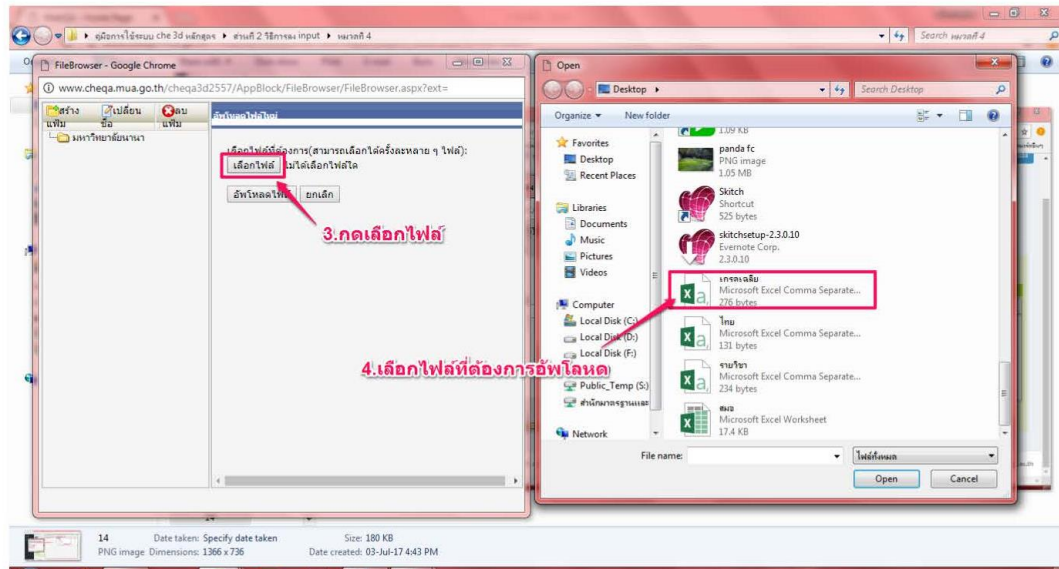 คู่มือการใช้ระบบ che 3d หลักสูตร ▸ ส่วนที่ 2 วิธีการลง input ▸ หมวดที่ 4
Search หมวดที่ 4
FileBrowser - Google Chrome
www.cheqa.mua.go.th/cheqa3d2557/AppBlock/FileBrowser/FileBrowser.aspx?ext=
สร้างแฟ้ม
เปลี่ยนชื่อ
ลบแฟ้ม
มหาวิทยาลัยนานา
อัพโหลดไฟล์ใหม่
เลือกไฟล์ที่ต้องการ(สามารถเลือกได้ครั้งละหลาย ๆ ไฟล์):
เลือกไฟล์ ไม่ได้เลือกไฟล์ใด
อัพโหลดไฟล์ ยกเลิก
3.กดเลือกไฟล์
Open
Desktop
Search Desktop
Organize
New folder
Favorites
Desktop
Recent Places
Libraries
Documents
Music
Pictures
Videos
Computer
Local Disk (C:)
Local Disk (D:)
Local Disk (F:)
Public_Temp (S:)
สำนักมาตรฐานและ
Network
1.09 KB
panda fc
PNG image
1.05 MB
Skitch
Shortcut
525 bytes
skitchsetup-2.3.0.10
Evernote Corp.
2.3.0.10
เกรดเฉลี่ย
Microsoft Excel Comma Separate...
276 bytes
ไทย
Microsoft Excel Comma Separate...
131 bytes
รายวิชา
Microsoft Excel Comma Separate...
234 bytes
สมอ
Microsoft Excel Worksheet
17.4 KB
4.เลือกไฟล์ที่ต้องการอัพโลหด
File name:
ไฟล์ทั้งหมด
Open
Cancel
14
Date taken: Specify date taken
Size: 180 KB
PNG image
Dimensions: 1366 x 736
Date created: 03-Jul-17 4:43 PM